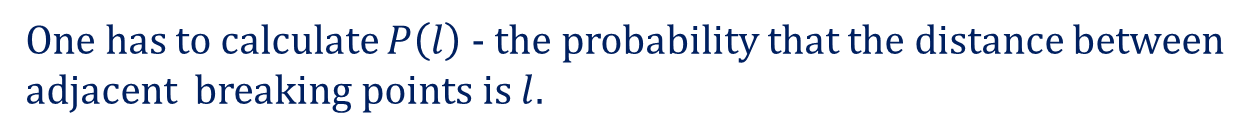 One has to calculate P(l) - the probability that the distance between
adjacent breaking points is l.